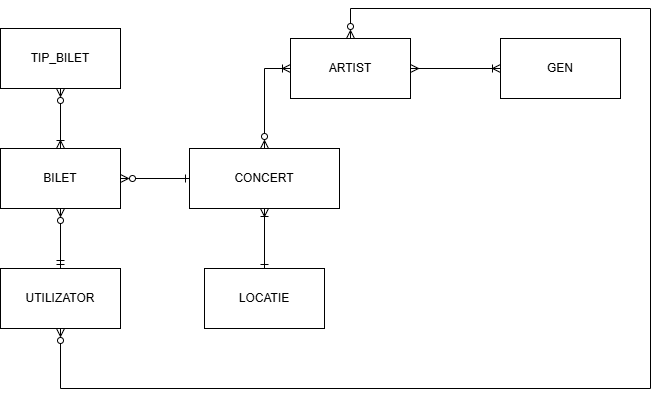 TIP_BILET
ARTIST
GEN
BILET
CONCERT
UTILIZATOR
LOCATIE